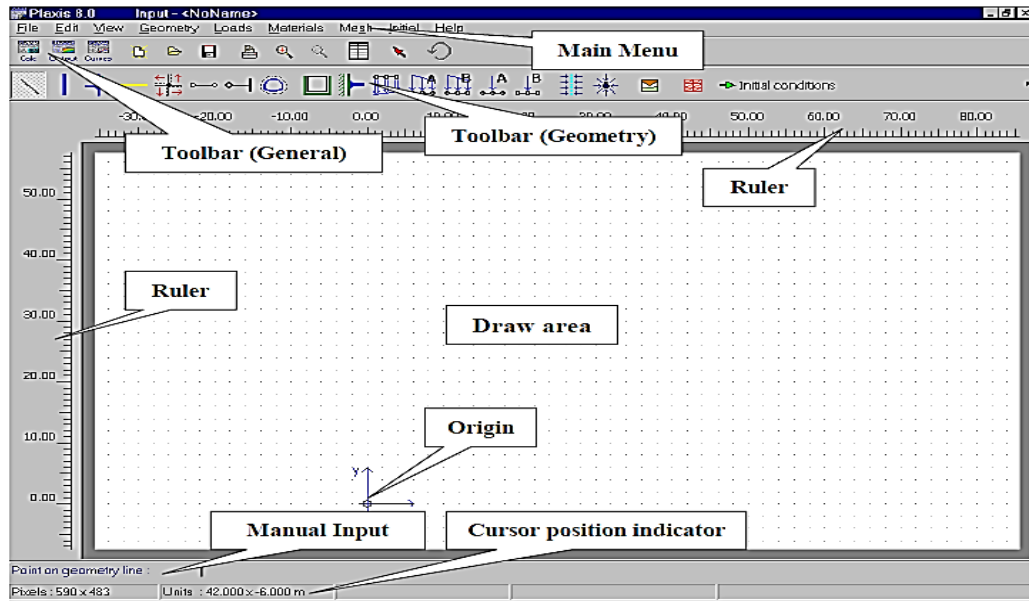 Plaxis 8.0 Input - <NoName>
File Edit View Geometry Loads Materials Mesh Initial Help
Main Menu
Calc Output Curves
A B A B Initial conditions
-20.00 -10.00 0.00 50.00 60.00 70.00 80.00
Toolbar (General)
Toolbar (Geometry)
Ruler
50.00
40.00
Ruler
30.00
Draw area
20.00
10.00
Origin
y
0.00
Manual Input
Cursor position indicator
Point on geometry line :
Pixels : 590 x 483 Units : 42.000 x -6.000 m